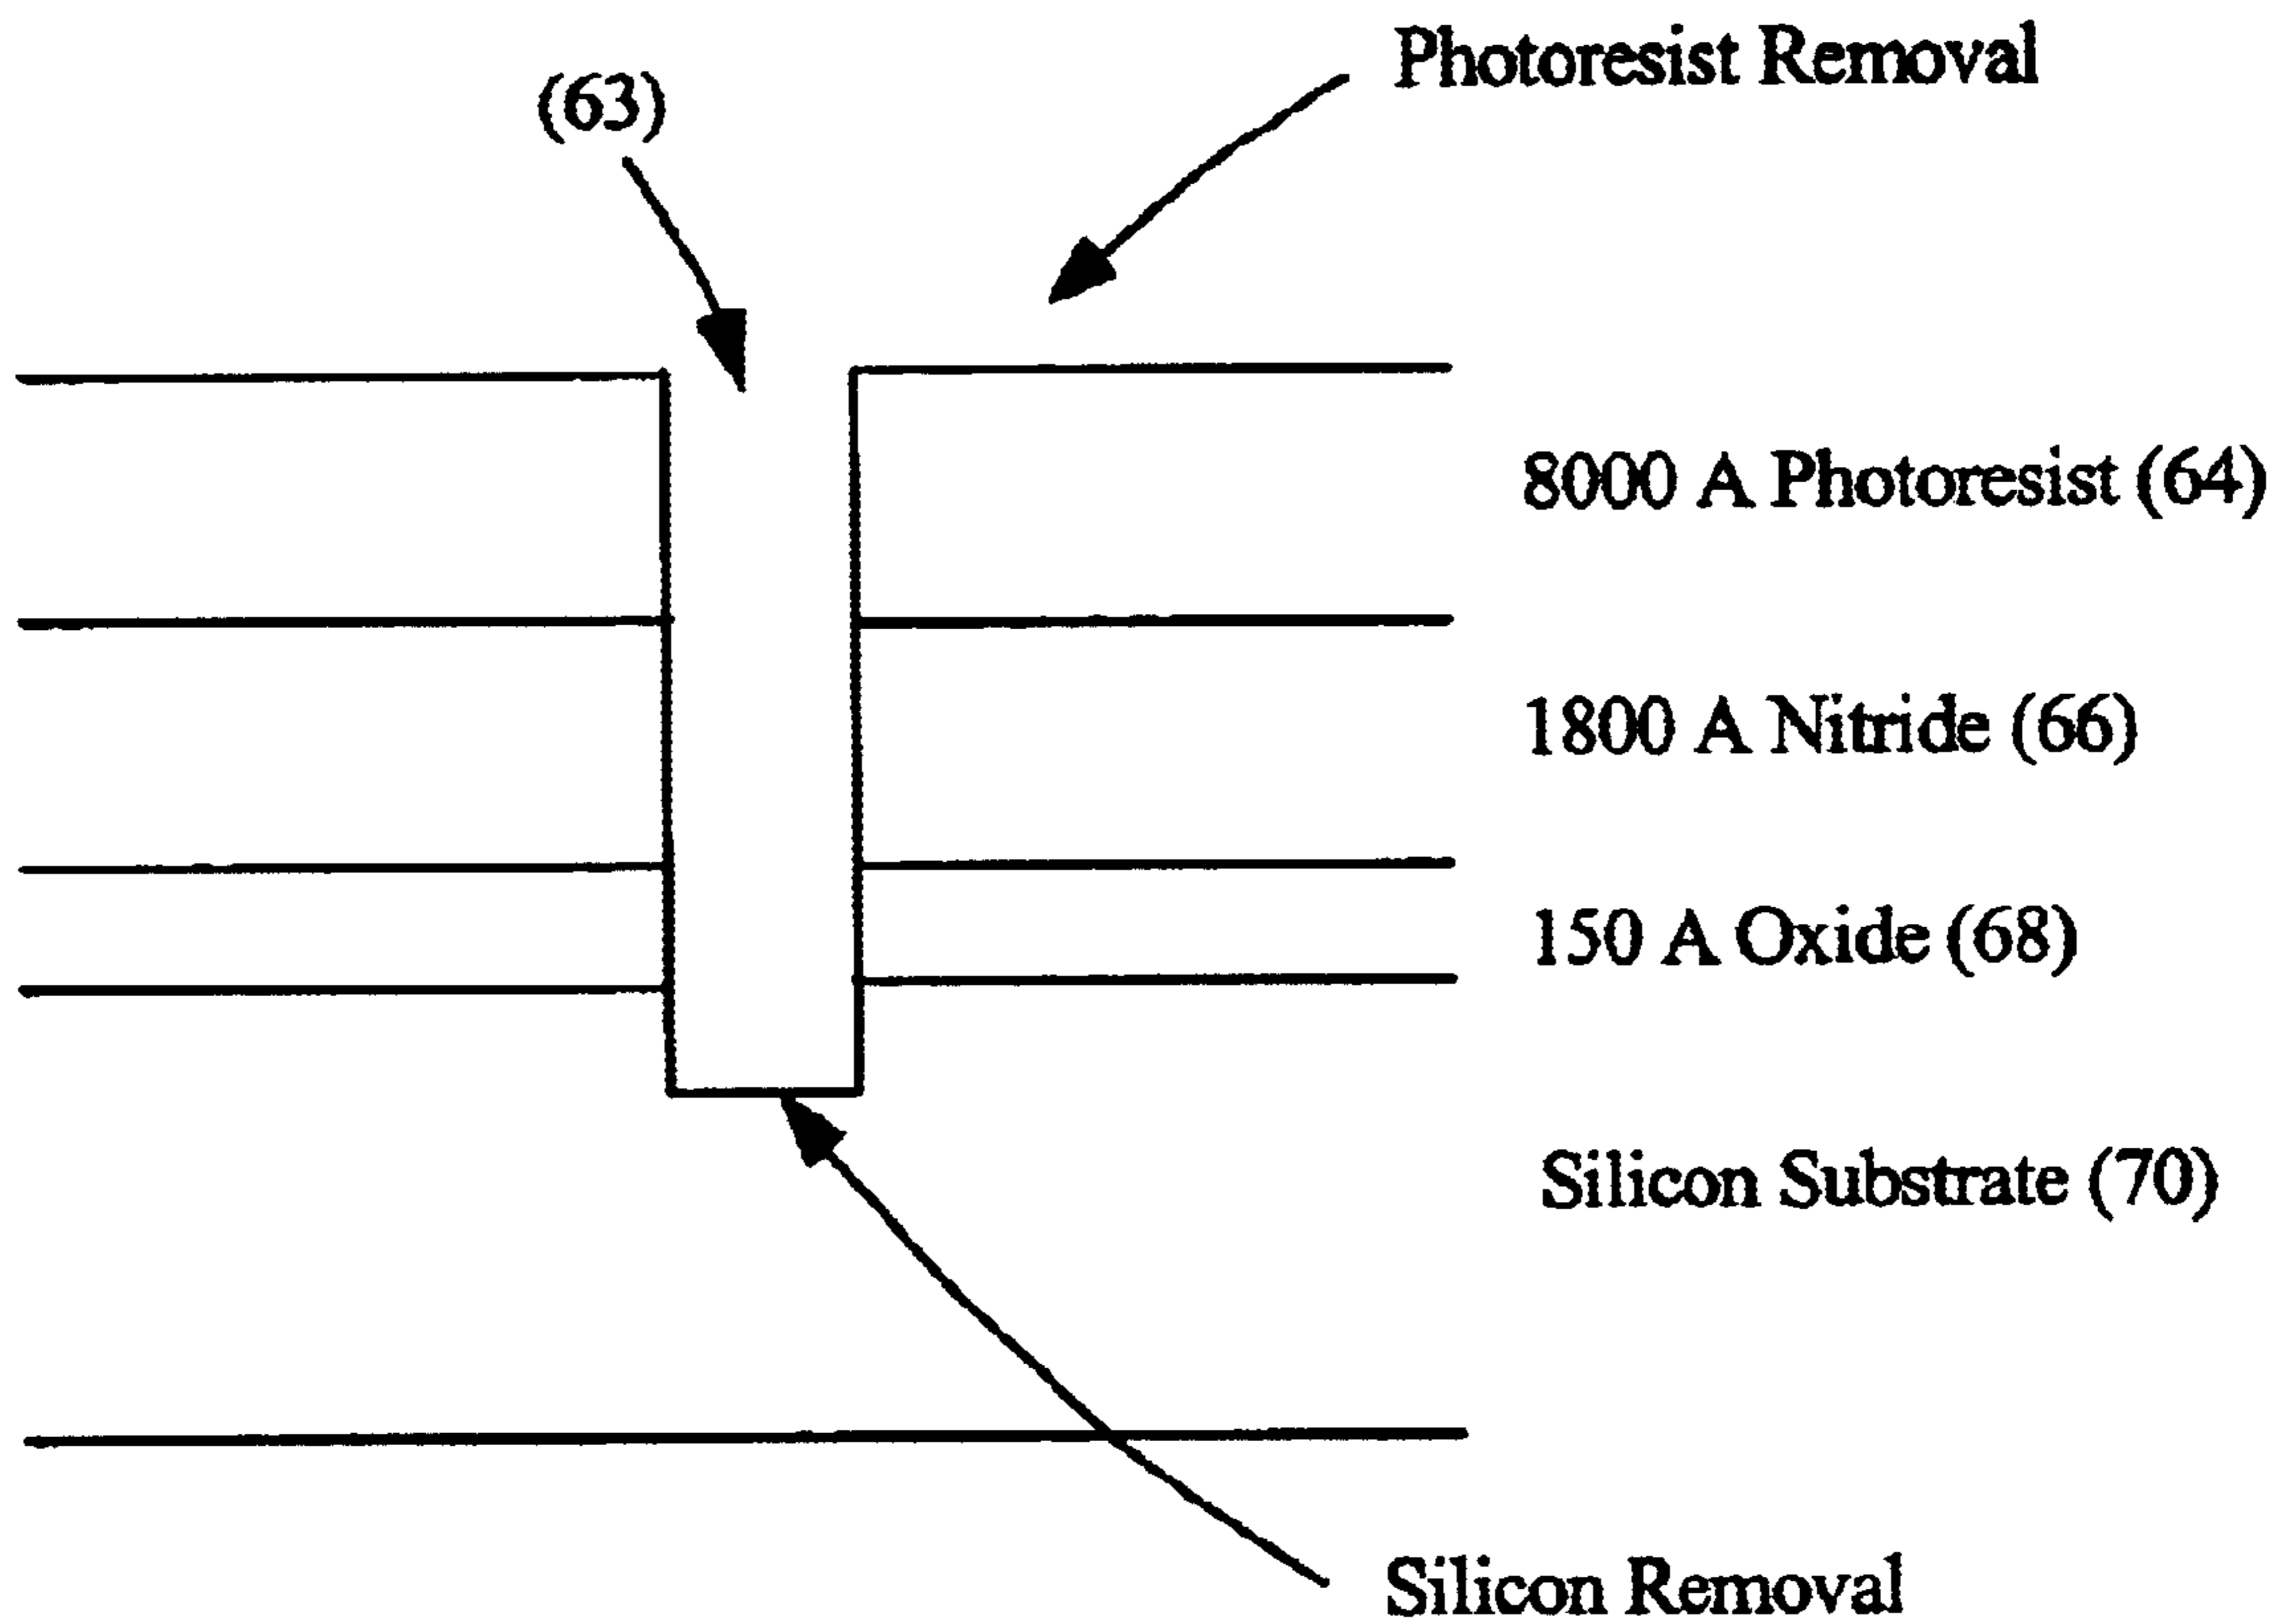 Photoresist Removal
(63)
8000 A Photoresist (64)
1800 A Nitride (66)
150 A Oxide (68)
Silicon Substrate (70)
Silicon Removal